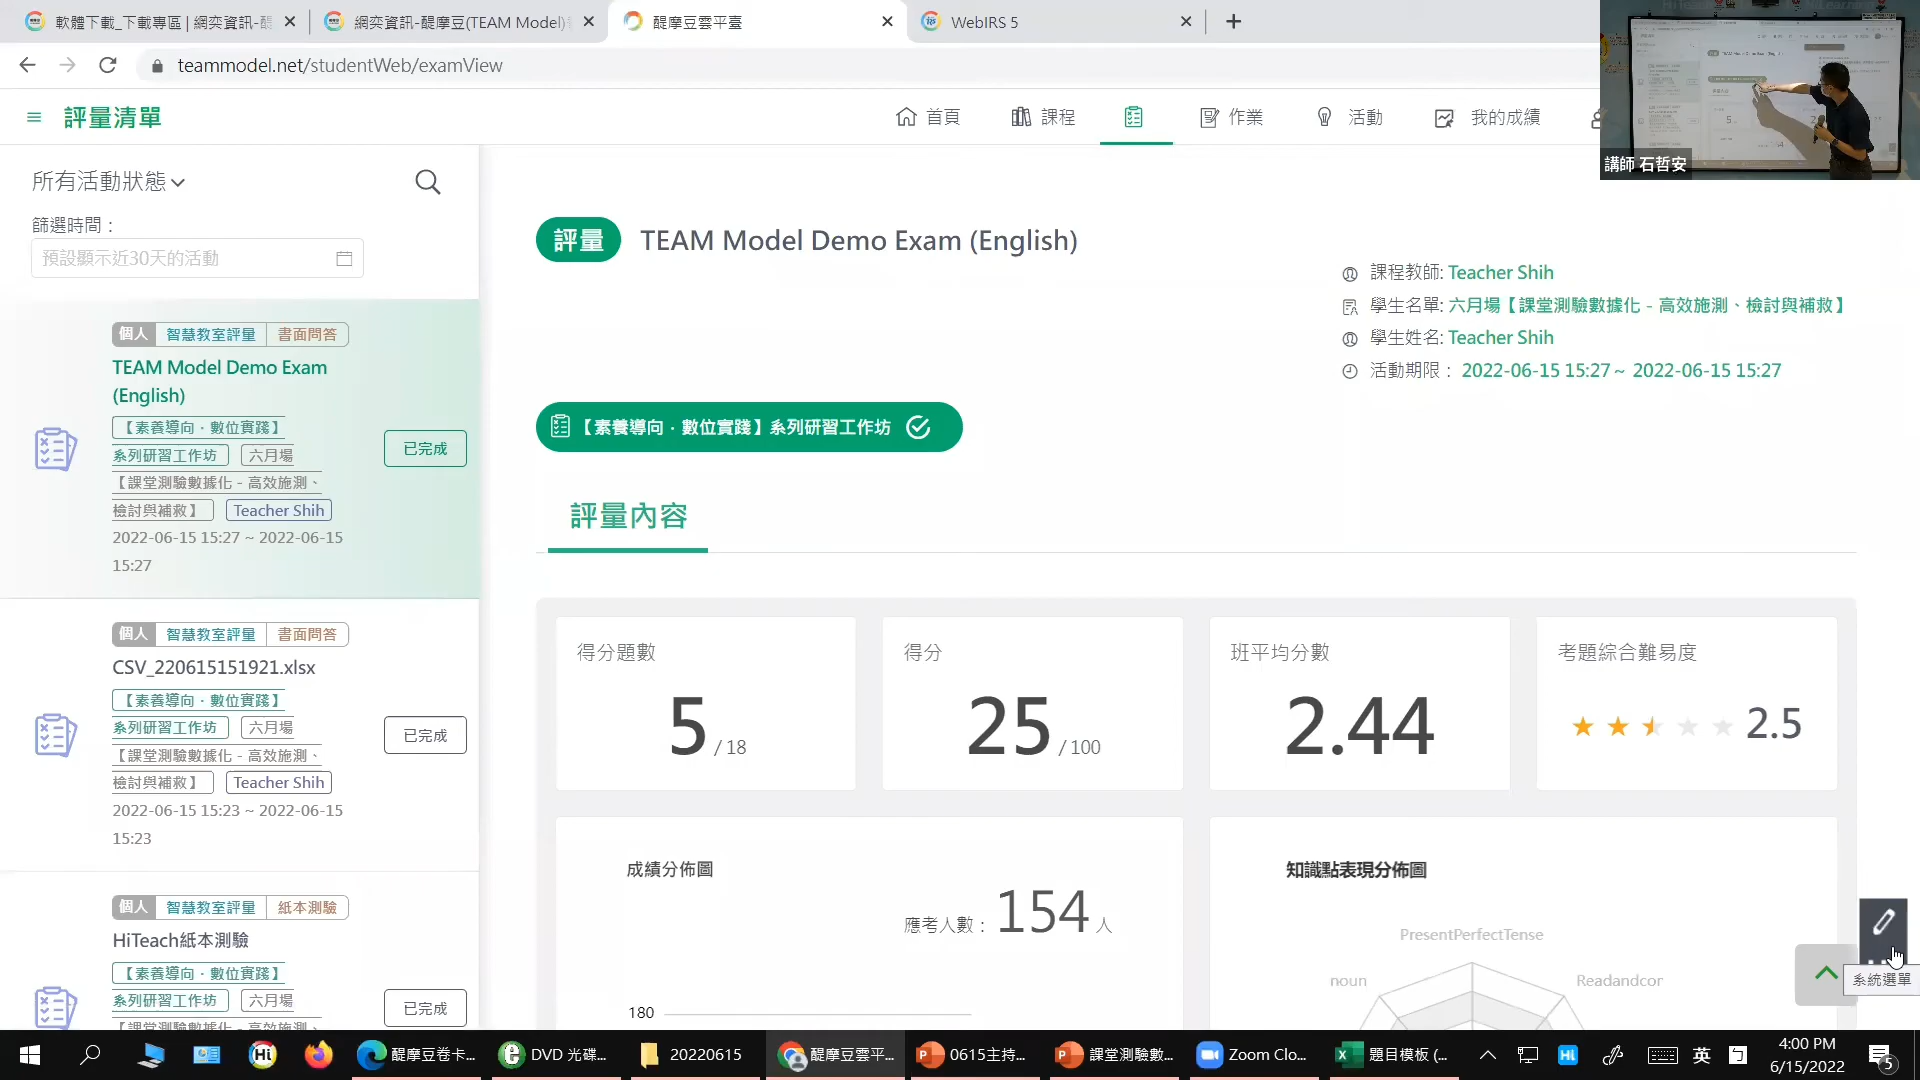 軟體下載_下載專區 | 網奕資訊-醍
網奕資訊-醍摩豆(TEAM Model)
醍摩豆雲平臺
WebIRS 5
teammodel.net/studentWeb/examView
評量清單
首頁
課程
作業
活動
我的成績
講師 石哲安
所有活動狀態
篩選時間：
預設顯示近30天的活動
個人 智慧教室評量 書面問答
TEAM Model Demo Exam
(English)
【素養導向．數位實踐】
系列研習工作坊 六月場
【課堂測驗數據化－高效施測、
檢討與補救】 Teacher Shih
2022-06-15 15:27 ~ 2022-06-15
15:27
已完成
個人 智慧教室評量 書面問答
CSV_220615151921.xlsx
【素養導向．數位實踐】
系列研習工作坊 六月場
【課堂測驗數據化－高效施測、
檢討與補救】 Teacher Shih
2022-06-15 15:23 ~ 2022-06-15
15:23
已完成
個人 智慧教室評量 紙本測驗
HiTeach紙本測驗
【素養導向．數位實踐】
系列研習工作坊 六月場
【課堂測驗數據化－高效施測、
已完成
評量 TEAM Model Demo Exam (English)
課程教師: Teacher Shih
學生名單: 六月場【課堂測驗數據化－高效施測、檢討與補救】
學生姓名: Teacher Shih
活動期限： 2022-06-15 15:27 ~ 2022-06-15 15:27
【素養導向．數位實踐】系列研習工作坊
評量內容
得分題數
5 / 18
得分
25 / 100
班平均分數
2.44
考題綜合難易度
2.5
成績分佈圖
應考人數： 154 人
180
知識點表現分佈圖
PresentPerfectTense
noun
Readandcor
系統選單
醍摩豆卷卡...
DVD 光碟...
20220615
醍摩豆雲平...
0615主持...
課堂測驗數...
Zoom Clo...
題目模板 (...
英
4:00 PM
6/15/2022
5